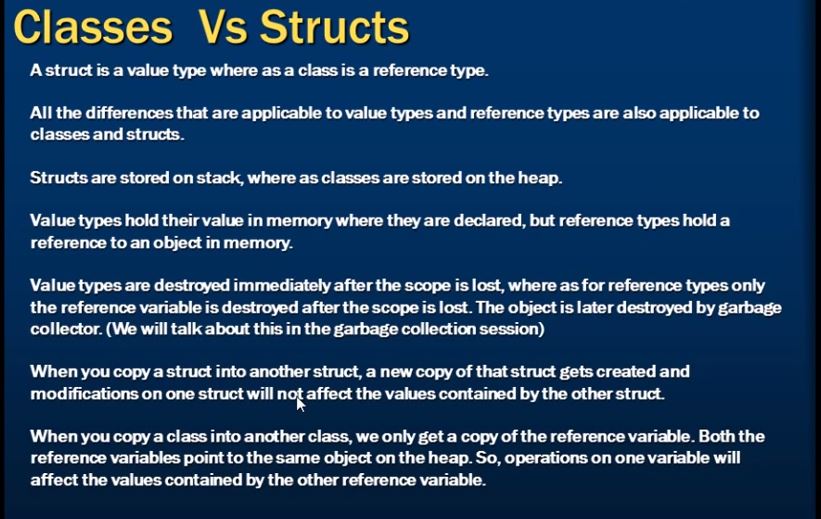 Classes Vs Structs
A struct is a value type where as a class is a reference type.
All the differences that are applicable to value types and reference types are also applicable to
classes and structs.
Structs are stored on stack, where as classes are stored on the heap.
Value types hold their value in memory where they are declared, but reference types hold a
reference to an object in memory.
Value types are destroyed immediately after the scope is lost, where as for reference types only
the reference variable is destroyed after the scope is lost. The object is later destroyed by garbage
collector. (We will talk about this in the garbage collection session)
When you copy a struct into another struct, a new copy of that struct gets created and
modifications on one struct will not affect the values contained by the other struct.
When you copy a class into another class, we only get a copy of the reference variable. Both the
reference variables point to the same object on the heap. So, operations on one variable will
affect the values contained by the other reference variable.